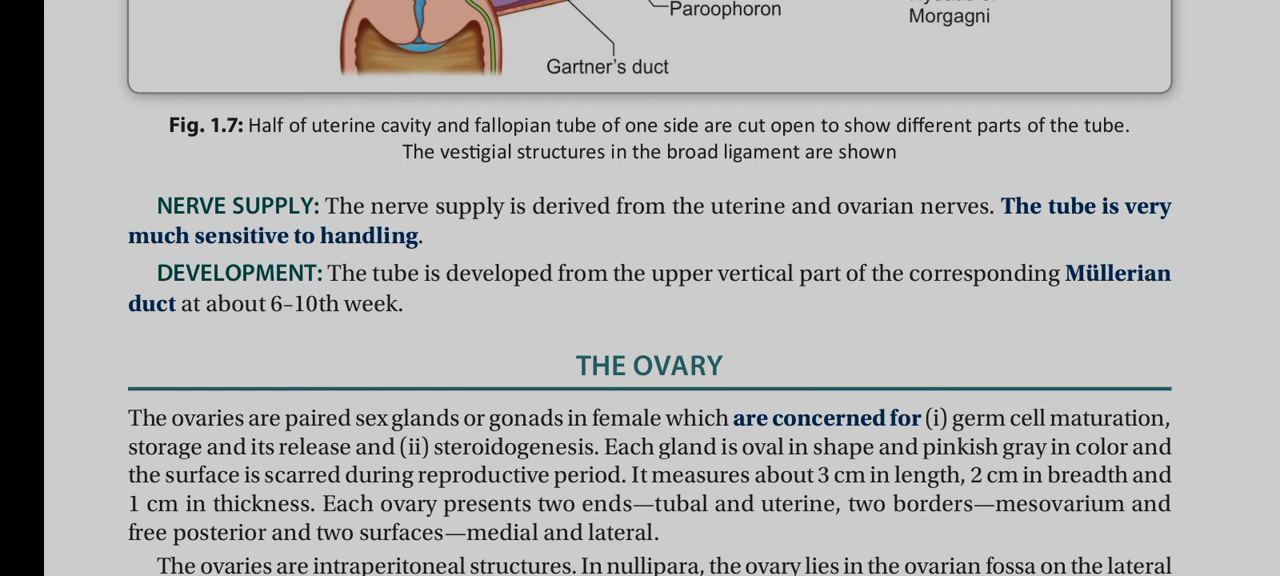 Paroophoron
Morgagni
Gartner’s duct
Fig. 1.7: Half of uterine cavity and fallopian tube of one side are cut open to show different parts of the tube.
The vestigial structures in the broad ligament are shown
NERVE SUPPLY: The nerve supply is derived from the uterine and ovarian nerves. The tube is very
much sensitive to handling.
DEVELOPMENT: The tube is developed from the upper vertical part of the corresponding Müllerian
duct at about 6–10th week.
THE OVARY
The ovaries are paired sex glands or gonads in female which are concerned for (i) germ cell maturation,
storage and its release and (ii) steroidogenesis. Each gland is oval in shape and pinkish gray in color and
the surface is scarred during reproductive period. It measures about 3 cm in length, 2 cm in breadth and
1 cm in thickness. Each ovary presents two ends—tubal and uterine, two borders—mesovarium and
free posterior and two surfaces—medial and lateral.
The ovaries are intraperitoneal structures. In nullipara, the ovary lies in the ovarian fossa on the lateral